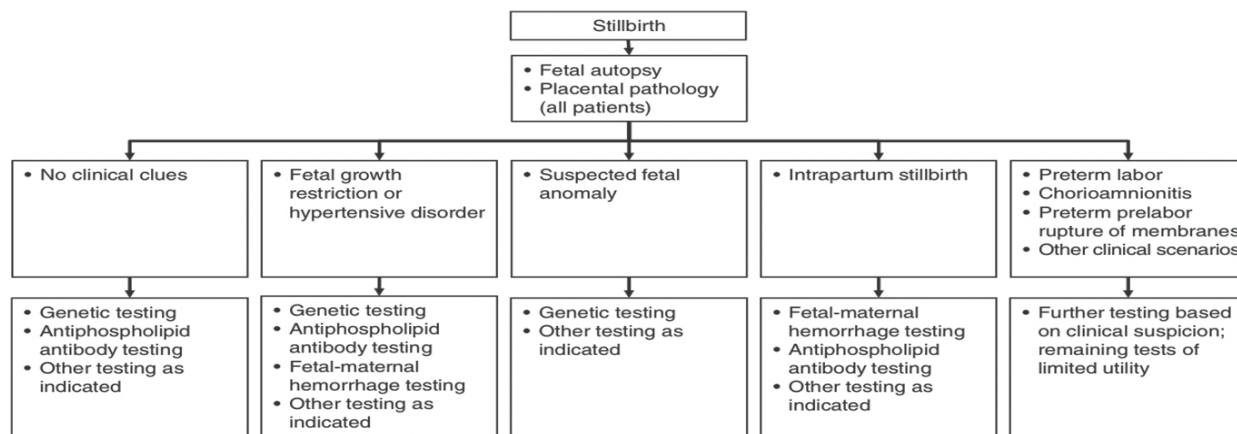 Stillbirth
• Fetal autopsy
• Placental pathology
(all patients)
• No clinical clues
• Fetal growth
restriction or
hypertensive disorder
• Suspected fetal
anomaly
• Intrapartum stillbirth
• Preterm labor
• Chorioamnionitis
• Preterm prelabor
rupture of membranes
• Other clinical scenarios
• Genetic testing
• Antiphospholipid
antibody testing
• Other testing as
indicated
• Genetic testing
• Antiphospholipid
antibody testing
• Fetal-maternal
hemorrhage testing
• Other testing as
indicated
• Genetic testing
• Other testing as
indicated
• Fetal-maternal
hemorrhage testing
• Antiphospholipid
antibody testing
• Other testing as
indicated
• Further testing based
on clinical suspicion;
remaining tests of
limited utility